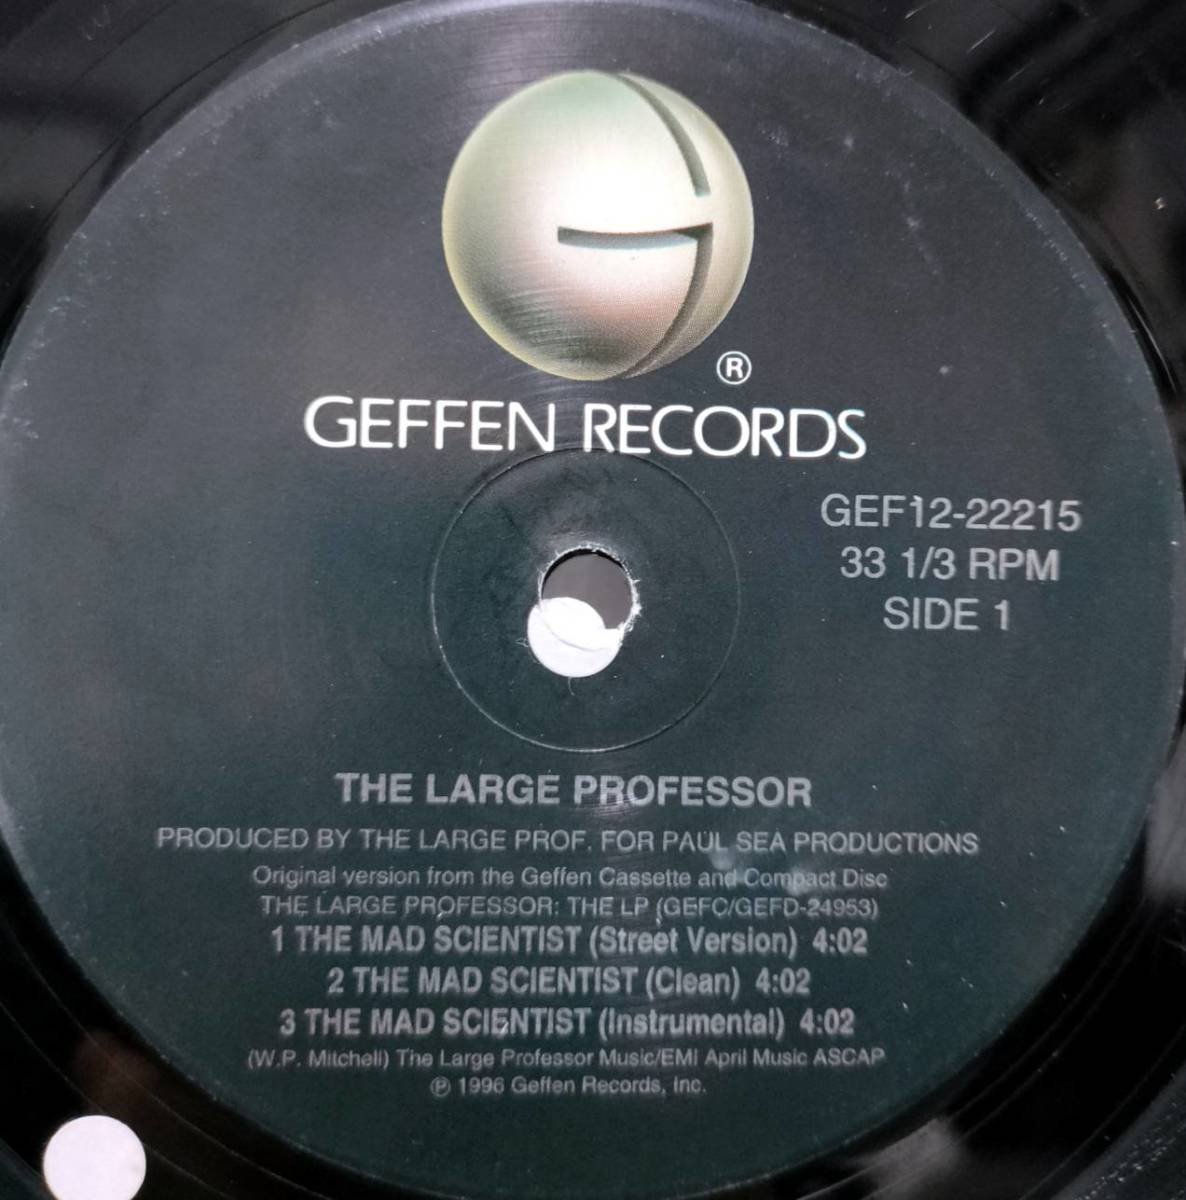 ®
GEFFEN RECORDS
GEF12-22215
33 1/3 RPM
SIDE 1
THE LARGE PROFESSOR
PRODUCED BY THE LARGE PROF. FOR PAUL SEA PRODUCTIONS
Original version from the Geffen Cassette and Compact Disc
THE LARGE PROFESSOR: THE LP (GEFC/GEFD-24953)
1 THE MAD SCIENTIST (Street Version) 4:02
2 THE MAD SCIENTIST (Clean) 4:02
3 THE MAD SCIENTIST (Instrumental) 4:02
(W.P. Mitchell) The Large Professor Music/EMI April Music ASCAP
℗ 1996 Geffen Records, Inc.